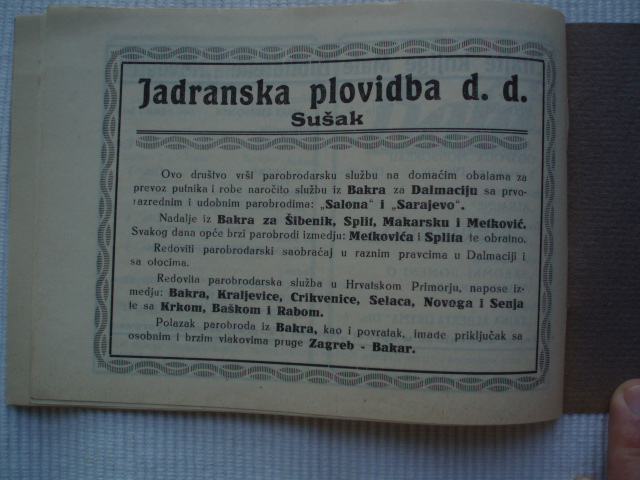 Jadranska plovidba d. d.
Sušak
Ovo društvo vrši parobrodarsku službu na domaćim obalama za
prevoz putnika i robe naročito službu iz Bakra za Dalmaciju sa prvo-
razrednim i udobnim parobrodima: „Salona" i „Sarajevo".
Nadalje iz Bakra za Šibenik, Split, Makarsku i Metković.
Svakog dana opće brzi parobrodi izmedju: Metkovića i Splita te obratno.
Redoviti parobrodarski saobraćaj u raznim pravcima u Dalmaciji i
sa otocima.
Redovita parobrodarska služba u Hrvatskom Primorju, napose iz-
medju: Bakra, Kraljevice, Crikvenice, Selaca, Novoga i Senja
te sa Krkom, Baškom i Rabom.
Polazak parobroda iz Bakra, kao i povratak, imade priključak sa
osobnim i brzim vlakovima pruge Zagreb - Bakar.